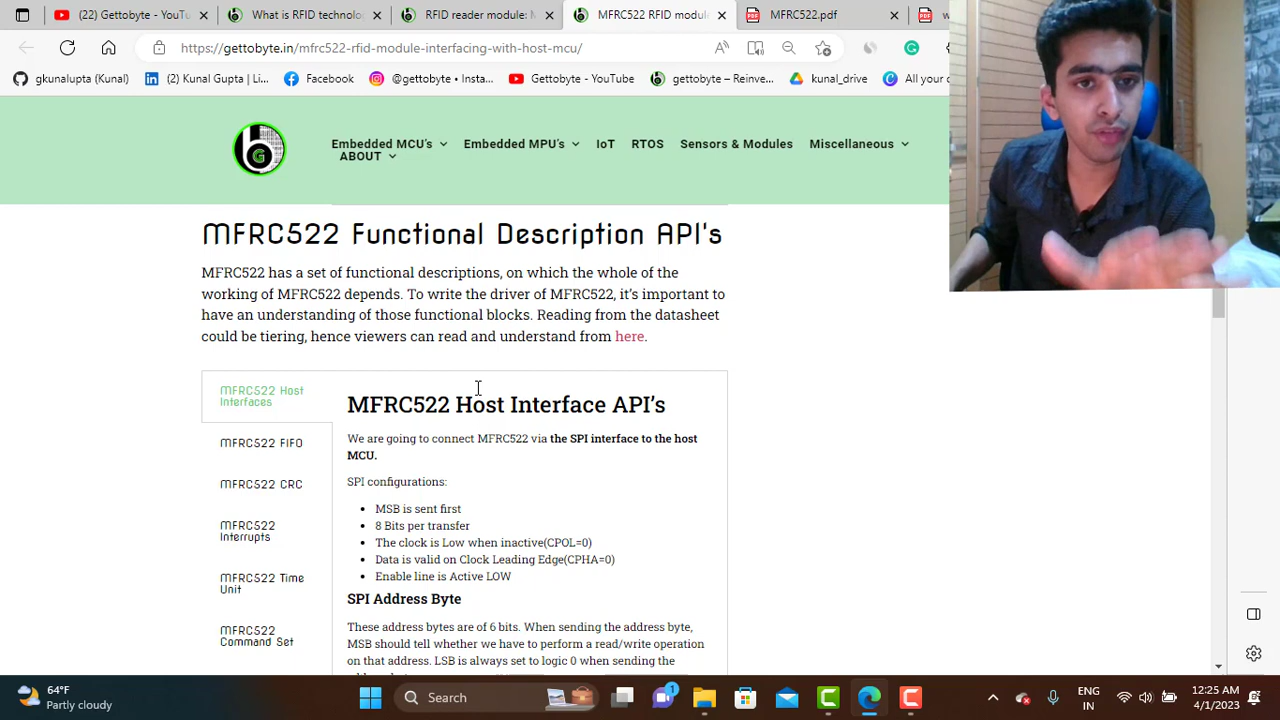 (22) Gettobyte - YouTu
What is RFID technolo
RFID reader module: M
MFRC522 RFID modul
MFRC522.pdf
https://gettobyte.in/mfrc522-rfid-module-interfacing-with-host-mcu/
gkunalupta (Kunal)
(2) Kunal Gupta | Li...
Facebook
@gettobyte • Insta...
Gettobyte - YouTube
gettobyte – Reinve...
kunal_drive
All your d
Embedded MCU's
Embedded MPU's
IoT
RTOS
Sensors & Modules
Miscellaneous
ABOUT
MFRC522 Functional Description API's
MFRC522 has a set of functional descriptions, on which the whole of the
working of MFRC522 depends. To write the driver of MFRC522, it's important to
have an understanding of those functional blocks. Reading from the datasheet
could be tiering, hence viewers can read and understand from here.
MFRC522 Host
Interfaces
MFRC522 FIFO
MFRC522 CRC
MFRC522
Interrupts
MFRC522 Time
Unit
MFRC522
Command Set
MFRC522 Host Interface API's
We are going to connect MFRC522 via the SPI interface to the host
MCU.
SPI configurations:
• MSB is sent first
• 8 Bits per transfer
• The clock is Low when inactive(CPOL=0)
• Data is valid on Clock Leading Edge(CPHA=0)
• Enable line is Active LOW
SPI Address Byte
These address bytes are of 6 bits. When sending the address byte,
MSB should tell whether we have to perform a read/write operation
on that address. LSB is always set to logic 0 when sending the
64°F
Partly cloudy
Search
1
ENG
IN
12:25 AM
4/1/2023